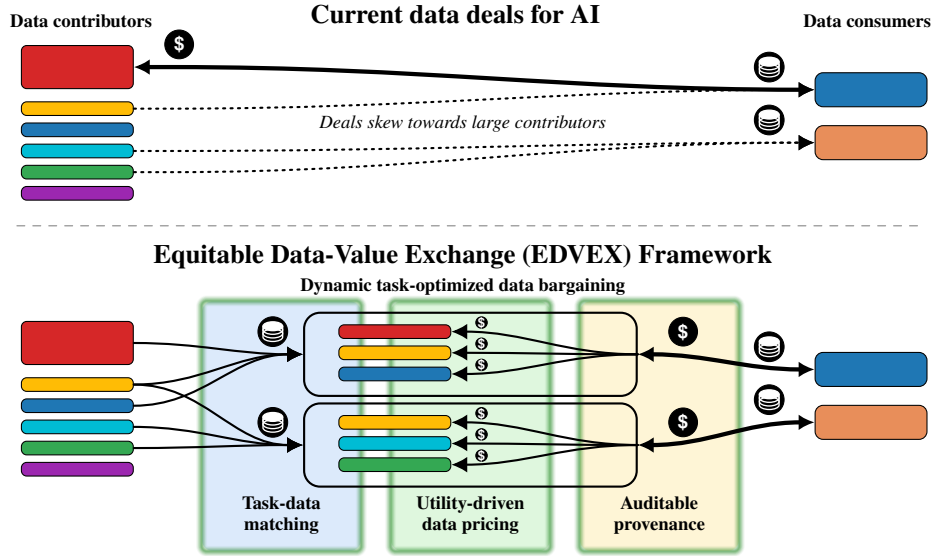 Current data deals for AI
Data contributors
Data consumers
$
Deals skew towards large contributors
Equitable Data-Value Exchange (EDVEX) Framework
Dynamic task-optimized data bargaining
$
$
$
$
$
$
$
$
Task-data
matching
Utility-driven
data pricing
Auditable
provenance